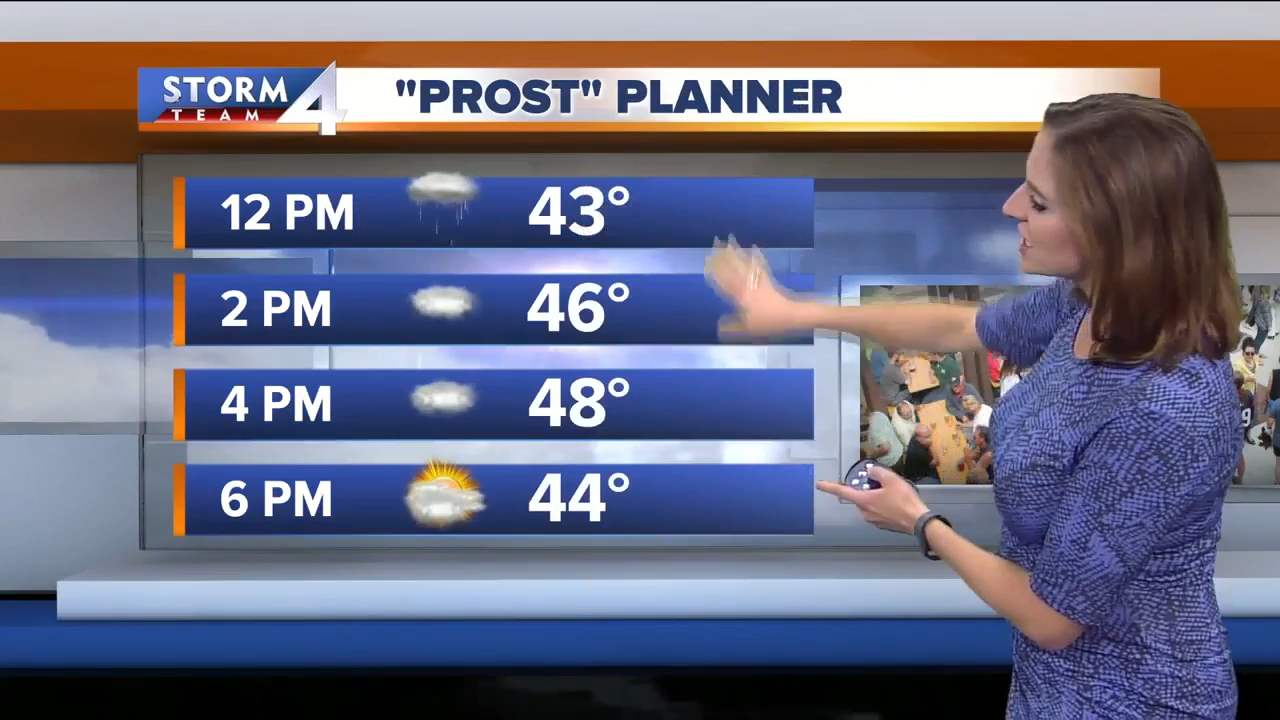 STORM
TEAM
4
"PROST" PLANNER
12 PM 43°
2 PM 46°
4 PM 48°
6 PM 44°